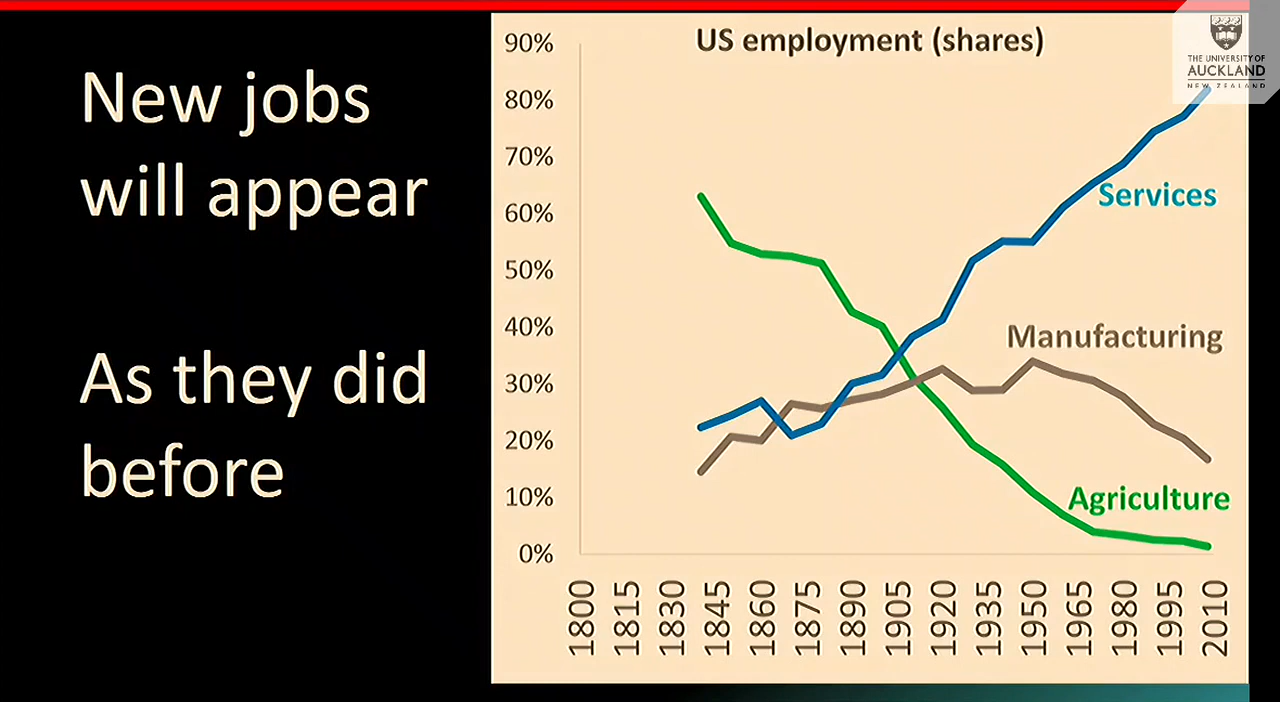 New jobs
will appear
As they did
before
US employment (shares)
90%
80%
70%
60%
50%
40%
30%
20%
10%
0%
Services
Manufacturing
Agriculture
1800
1815
1830
1845
1860
1875
1890
1905
1920
1935
1950
1965
1980
1995
2010
THE UNIVERSITY OF
AUCKLAND
NEW ZEALAND